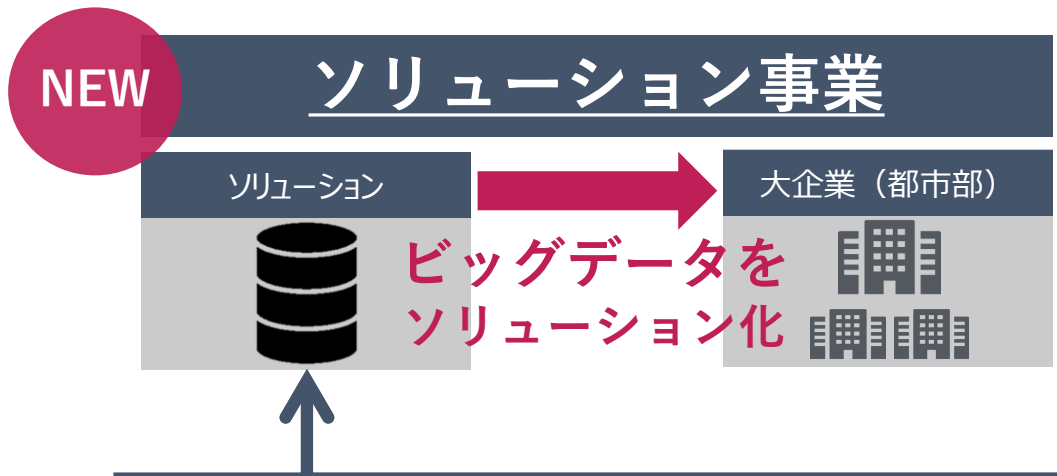 NEW
ソリューション事業
ソリューション
大企業（都市部）
ビッグデータを
ソリューション化